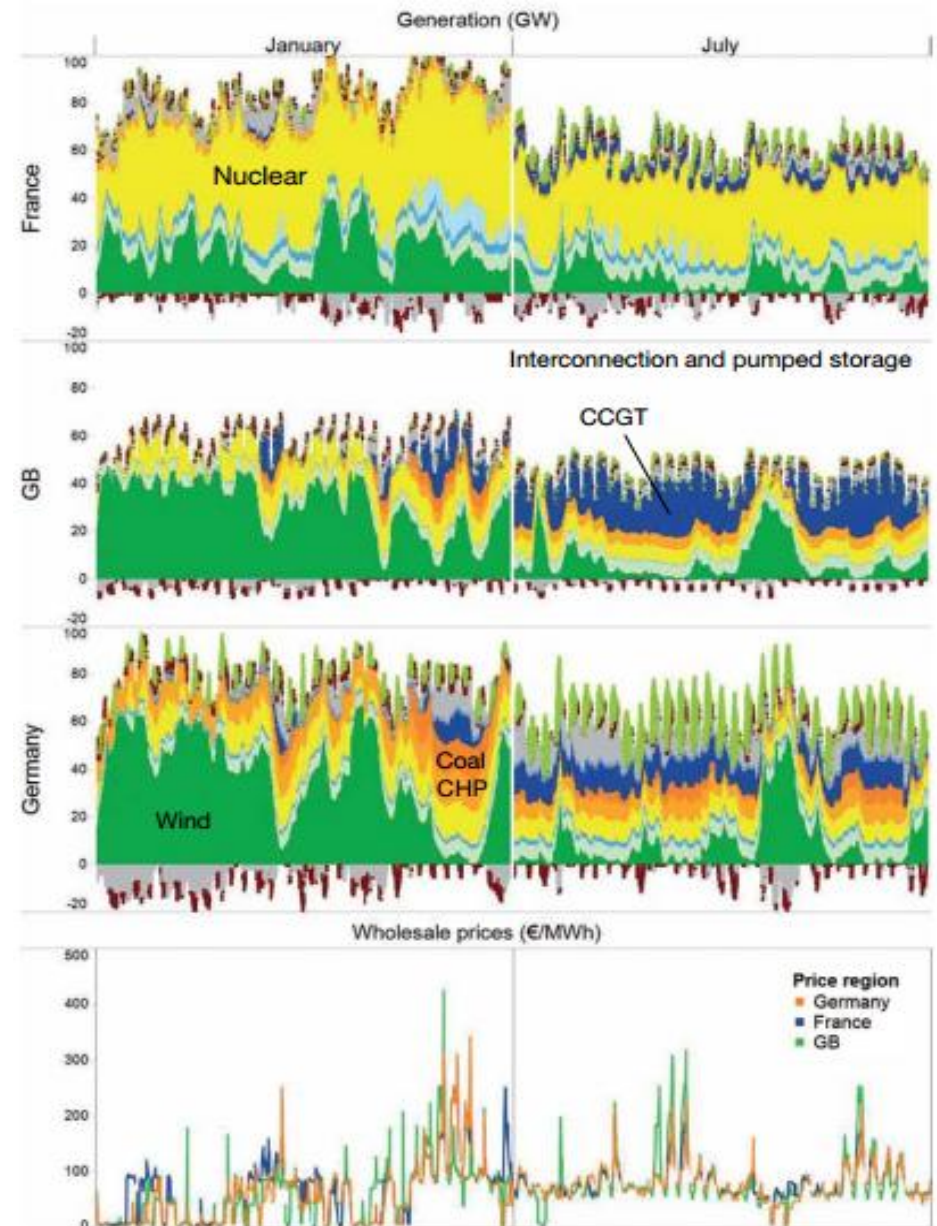 Generation (GW)
January
July
France
100
80
60
40
20
0
-20
Nuclear
GB
100
80
60
40
20
0
-20
Interconnection and pumped storage
CCGT
Germany
100
80
60
40
20
0
-20
Wind
Coal
CHP
Wholesale prices (€/MWh)
500
400
300
200
100
0
Price region
Germany
France
GB